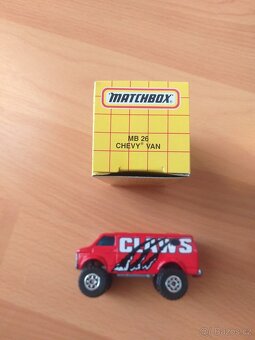 MATCHBOX
MB 26
CHEVY® VAN
CLAWS